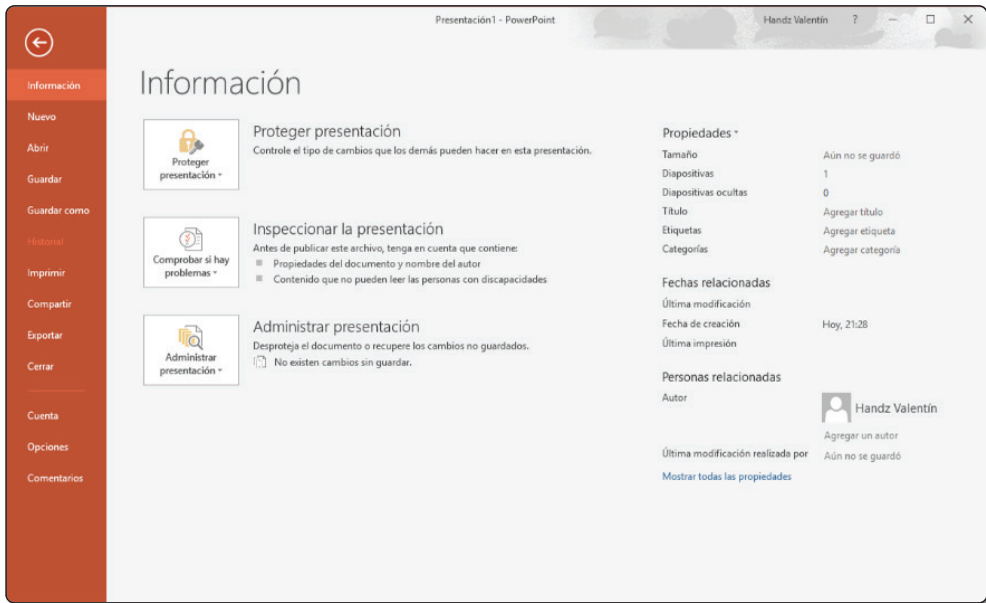 Presentación1 - PowerPoint
Handz Valentín
?
Información
Nuevo
Abrir
Guardar
Guardar como
Historial
Imprimir
Compartir
Exportar
Cerrar
Cuenta
Opciones
Comentarios
Información
Proteger presentación
Proteger presentación
Controle el tipo de cambios que los demás pueden hacer en esta presentación.
Comprobar si hay problemas
Inspeccionar la presentación
Antes de publicar este archivo, tenga en cuenta que contiene:
Propiedades del documento y nombre del autor
Contenido que no pueden leer las personas con discapacidades
Administrar presentación
Administrar presentación
Desproteja el documento o recupere los cambios no guardados.
No existen cambios sin guardar.
Propiedades
Tamaño Aún no se guardó
Diapositivas 1
Diapositivas ocultas 0
Título Agregar título
Etiquetas Agregar etiqueta
Categorías Agregar categoría
Fechas relacionadas
Última modificación
Fecha de creación Hoy, 21:28
Última impresión
Personas relacionadas
Autor Handz Valentín
Agregar un autor
Última modificación realizada por Aún no se guardó
Mostrar todas las propiedades